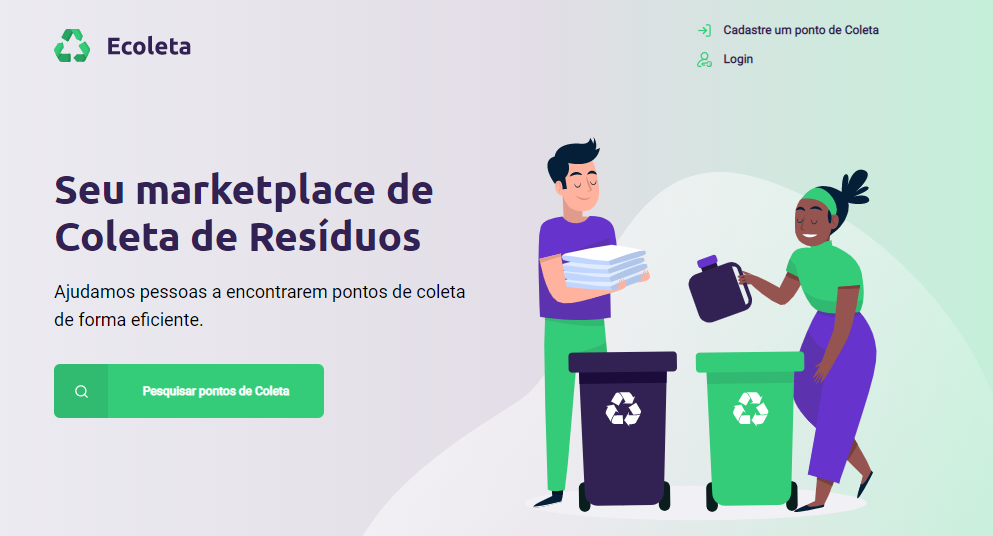 Ecoleta
Cadastre um ponto de Coleta
Login
Seu marketplace de
Coleta de Resíduos
Ajudamos pessoas a encontrarem pontos de coleta
de forma eficiente.
Pesquisar pontos de Coleta